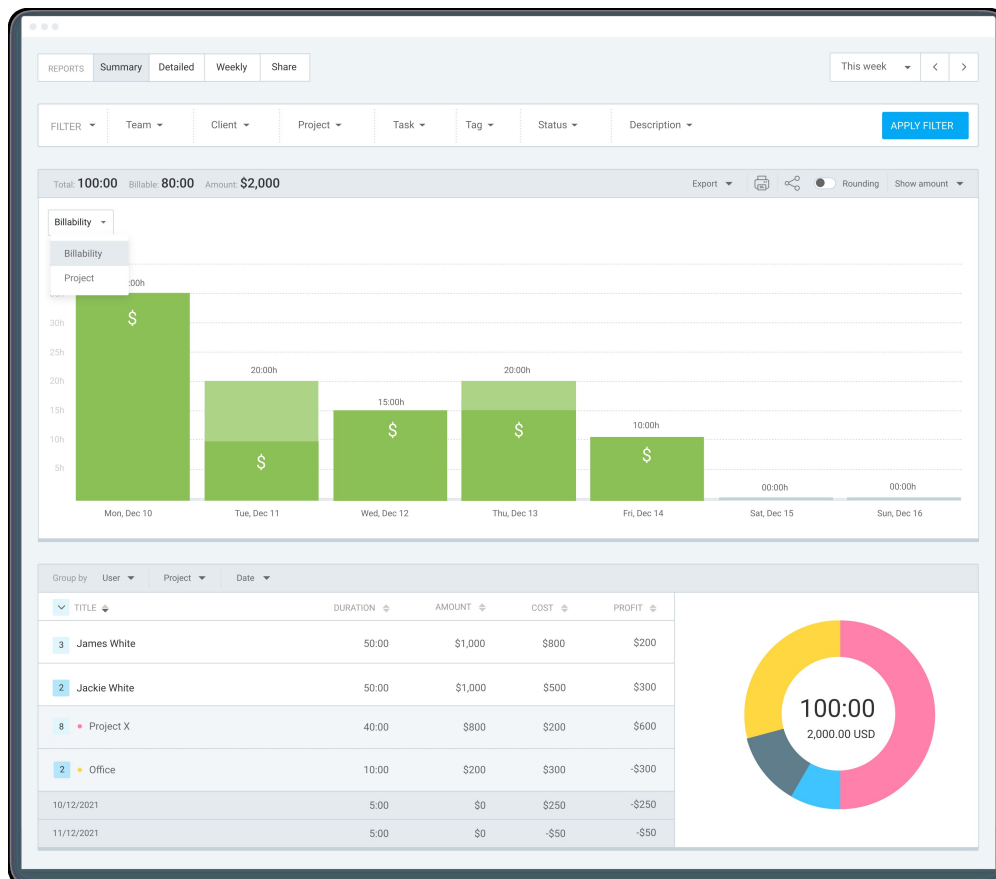 REPORTS Summary Detailed Weekly Share This week
FILTER Team Client Project Task Tag Status Description APPLY FILTER
Total: 100:00 Billable: 80:00 Amount: $2,000 Export Rounding Show amount
Billability
Billability
Project
:00h
30h
$
25h
20h
20:00h
20:00h
15h
15:00h
$
$
10h
10:00h
$
5h
$
00:00h
00:00h
Mon, Dec 10 Tue, Dec 11 Wed, Dec 12 Thu, Dec 13 Fri, Dec 14 Sat, Dec 15 Sun, Dec 16
Group by User Project Date
TITLE DURATION AMOUNT COST PROFIT
3 James White 50:00 $1,000 $800 $200
2 Jackie White 50:00 $1,000 $500 $300
8 Project X 40:00 $800 $200 $600
2 Office 10:00 $200 $300 -$300
10/12/2021 5:00 $0 $250 -$250
11/12/2021 5:00 $0 -$50 -$50
100:00
2,000.00 USD